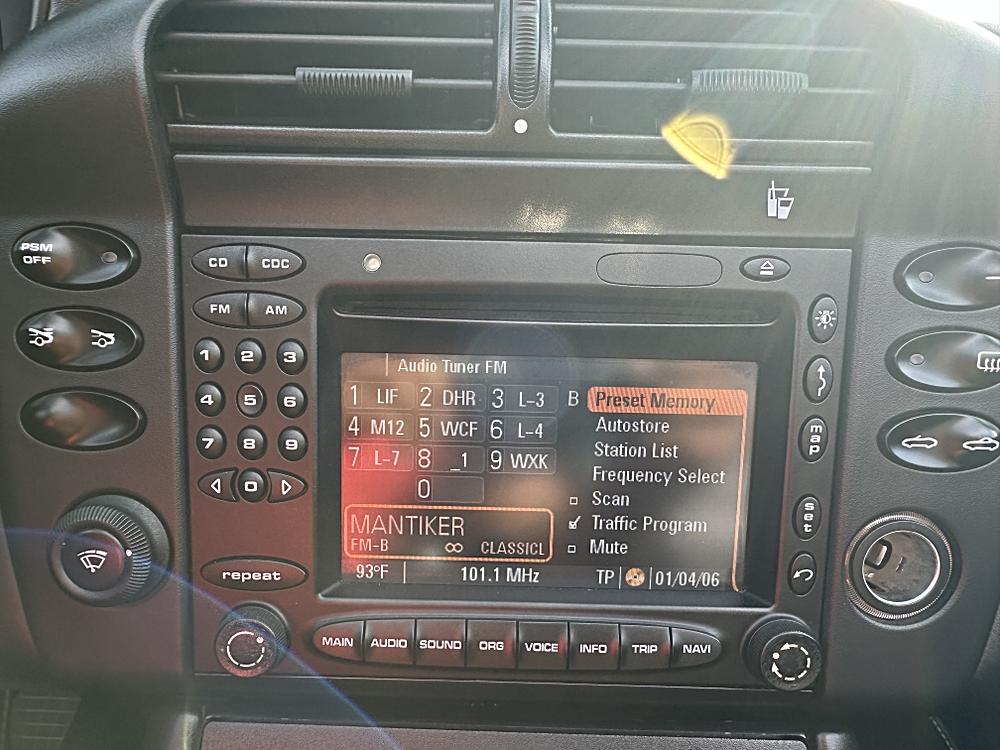 PSM
OFF
CD CDC
FM AM
1 2 3
4 5 6
7 8 9
0
repeat
Audio Tuner FM
1 LIF 2 DHR 3 L-3 B
4 M12 5 WCF 6 L-4
7 L-7 8 _1 9 WXK
0
Preset Memory
Autostore
Station List
Frequency Select
Scan
Traffic Program
Mute
MANTIKER
FM-B ∞ CLASSICL
93°F 101.1 MHz TP 01/04/06
map
set
MAIN AUDIO SOUND ORG VOICE INFO TRIP NAVI